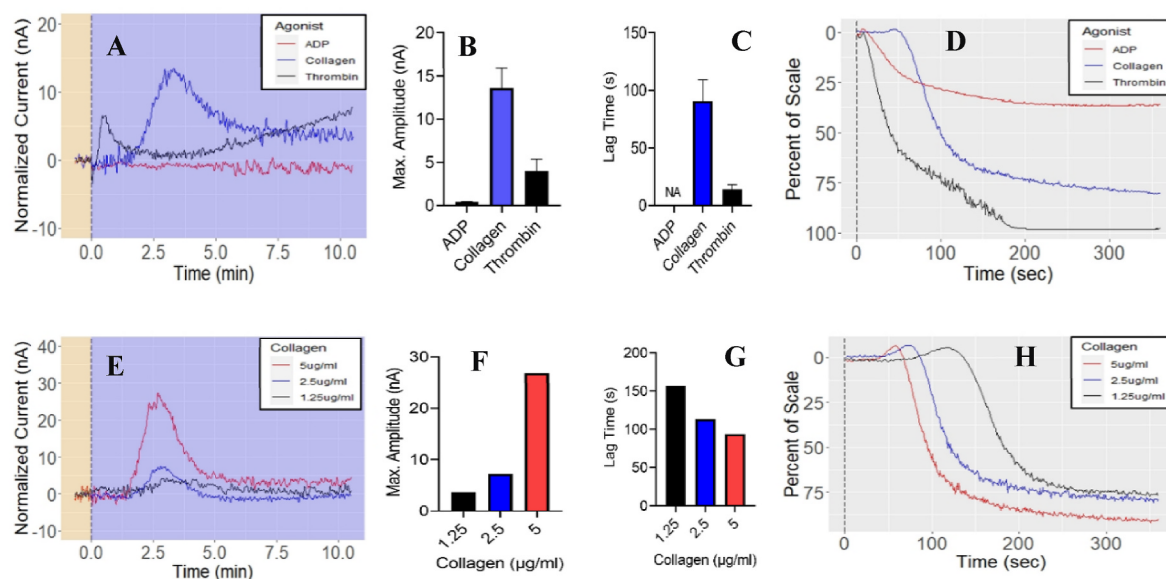 A
Normalized Current (nA)
20
10
0
-10
0.0 2.5 5.0 7.5 10.0
Time (min)
Agonist
ADP
Collagen
Thrombin
B
Max. Amplitude (nA)
20
15
10
5
0
ADP
Collagen
Thrombin
C
Lag Time (s)
150
100
50
0
NA
ADP
Collagen
Thrombin
D
Percent of Scale
0
25
50
75
100
0 100 200 300
Time (sec)
Agonist
ADP
Collagen
Thrombin
E
Normalized Current (nA)
40
30
20
10
0
-10
0.0 2.5 5.0 7.5 10.0
Time (min)
Collagen
5ug/ml
2.5ug/ml
1.25ug/ml
F
Max. Amplitude (nA)
30
20
10
0
1.25
2.5
5
Collagen (µg/ml)
G
Lag Time (s)
200
150
100
50
0
1.25
2.5
5
Collagen (µg/ml)
H
Percent of Scale
0
25
50
75
0 100 200 300
Time (sec)
Collagen
5ug/ml
2.5ug/ml
1.25ug/ml